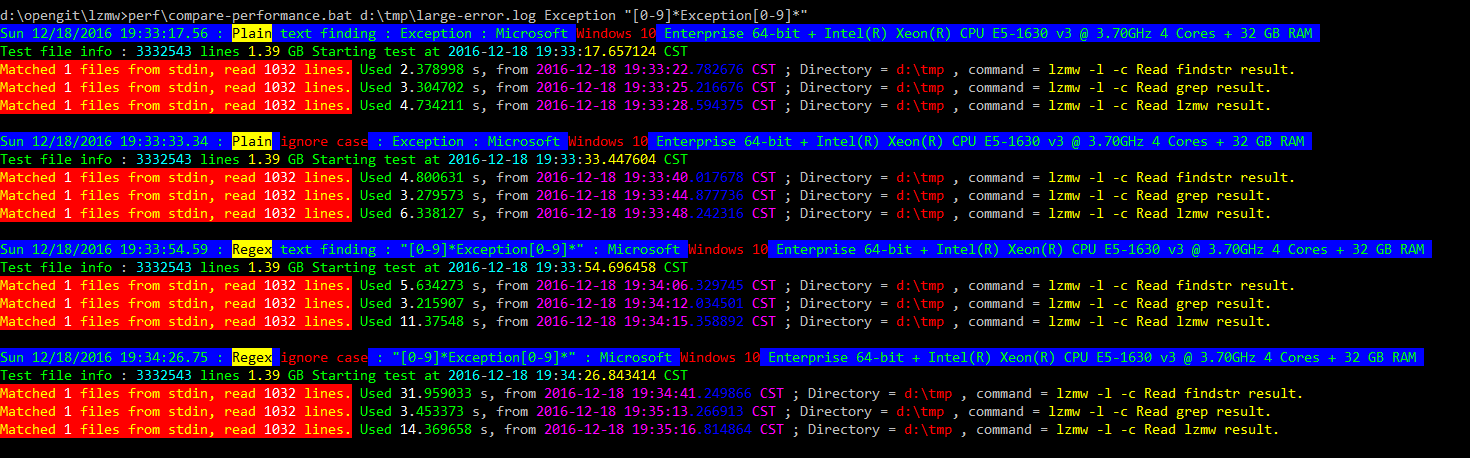 d:\opengit\lzmw>perf\compare-performance.bat d:\tmp\large-error.log Exception "[0-9]*Exception[0-9]*"
Sun 12/18/2016 19:33:17.56 : Plain text finding : Exception : Microsoft Windows 10 Enterprise 64-bit + Intel(R) Xeon(R) CPU E5-1630 v3 @ 3.70GHz 4 Cores + 32 GB RAM
Test file info : 3332543 lines 1.39 GB Starting test at 2016-12-18 19:33:17.657124 CST
Matched 1 files from stdin, read 1032 lines. Used 2.378998 s, from 2016-12-18 19:33:22.782676 CST ; Directory = d:\tmp , command = lzmw -l -c Read findstr result.
Matched 1 files from stdin, read 1032 lines. Used 3.304702 s, from 2016-12-18 19:33:25.216676 CST ; Directory = d:\tmp , command = lzmw -l -c Read grep result.
Matched 1 files from stdin, read 1032 lines. Used 4.734211 s, from 2016-12-18 19:33:28.594375 CST ; Directory = d:\tmp , command = lzmw -l -c Read lzmw result.
Sun 12/18/2016 19:33:33.34 : Plain ignore case : Exception : Microsoft Windows 10 Enterprise 64-bit + Intel(R) Xeon(R) CPU E5-1630 v3 @ 3.70GHz 4 Cores + 32 GB RAM
Test file info : 3332543 lines 1.39 GB Starting test at 2016-12-18 19:33:33.447604 CST
Matched 1 files from stdin, read 1032 lines. Used 4.800631 s, from 2016-12-18 19:33:40.017678 CST ; Directory = d:\tmp , command = lzmw -l -c Read findstr result.
Matched 1 files from stdin, read 1032 lines. Used 3.279573 s, from 2016-12-18 19:33:44.877736 CST ; Directory = d:\tmp , command = lzmw -l -c Read grep result.
Matched 1 files from stdin, read 1032 lines. Used 6.338127 s, from 2016-12-18 19:33:48.242316 CST ; Directory = d:\tmp , command = lzmw -l -c Read lzmw result.
Sun 12/18/2016 19:33:54.59 : Regex text finding : "[0-9]*Exception[0-9]*" : Microsoft Windows 10 Enterprise 64-bit + Intel(R) Xeon(R) CPU E5-1630 v3 @ 3.70GHz 4 Cores + 32 GB RAM
Test file info : 3332543 lines 1.39 GB Starting test at 2016-12-18 19:33:54.696458 CST
Matched 1 files from stdin, read 1032 lines. Used 5.634273 s, from 2016-12-18 19:34:06.329745 CST ; Directory = d:\tmp , command = lzmw -l -c Read findstr result.
Matched 1 files from stdin, read 1032 lines. Used 3.215907 s, from 2016-12-18 19:34:12.034501 CST ; Directory = d:\tmp , command = lzmw -l -c Read grep result.
Matched 1 files from stdin, read 1032 lines. Used 11.37548 s, from 2016-12-18 19:34:15.358892 CST ; Directory = d:\tmp , command = lzmw -l -c Read lzmw result.
Sun 12/18/2016 19:34:26.75 : Regex ignore case : "[0-9]*Exception[0-9]*" : Microsoft Windows 10 Enterprise 64-bit + Intel(R) Xeon(R) CPU E5-1630 v3 @ 3.70GHz 4 Cores + 32 GB RAM
Test file info : 3332543 lines 1.39 GB Starting test at 2016-12-18 19:34:26.843414 CST
Matched 1 files from stdin, read 1032 lines. Used 31.959033 s, from 2016-12-18 19:34:41.249866 CST ; Directory = d:\tmp , command = lzmw -l -c Read findstr result.
Matched 1 files from stdin, read 1032 lines. Used 3.453373 s, from 2016-12-18 19:35:13.266913 CST ; Directory = d:\tmp , command = lzmw -l -c Read grep result.
Matched 1 files from stdin, read 1032 lines. Used 14.369658 s, from 2016-12-18 19:35:16.814864 CST ; Directory = d:\tmp , command = lzmw -l -c Read lzmw result.